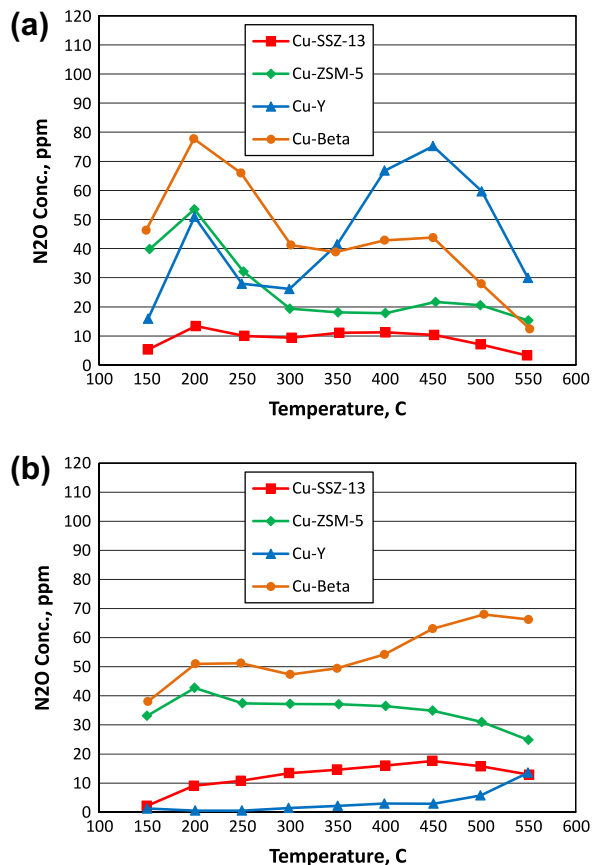 (a)
120
110
100
90
80
70
60
50
40
30
20
10
0
N2O Conc., ppm
Cu-SSZ-13
Cu-ZSM-5
Cu-Y
Cu-Beta
100 150 200 250 300 350 400 450 500 550 600
Temperature, C
(b)
120
110
100
90
80
70
60
50
40
30
20
10
0
N2O Conc., ppm
Cu-SSZ-13
Cu-ZSM-5
Cu-Y
Cu-Beta
100 150 200 250 300 350 400 450 500 550 600
Temperature, C